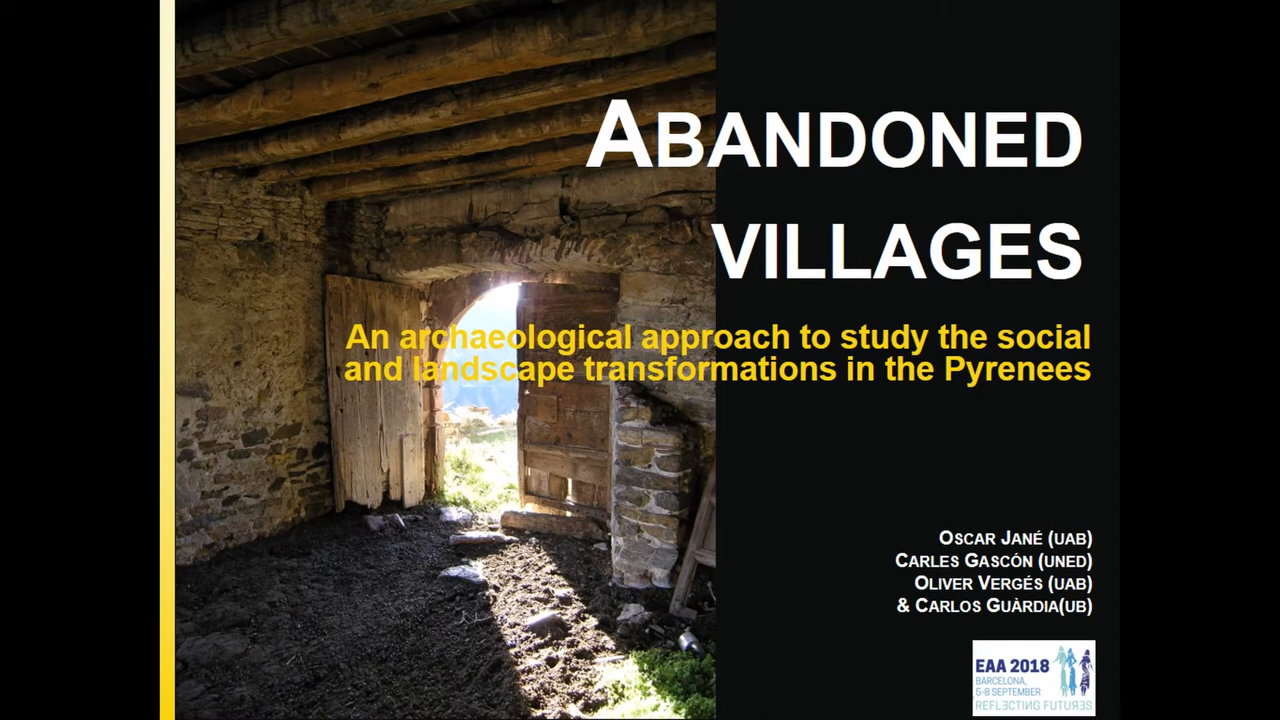 ABANDONED
VILLAGES
An archaeological approach to study the social
and landscape transformations in the Pyrenees
OSCAR JANÉ (UAB)
CARLES GASCÓN (UNED)
OLIVER VERGÉS (UAB)
& CARLOS GUÀRDIA(UB)
EAA 2018
BARCELONA,
5-8 SEPTEMBER
REFLECTING FUTURES